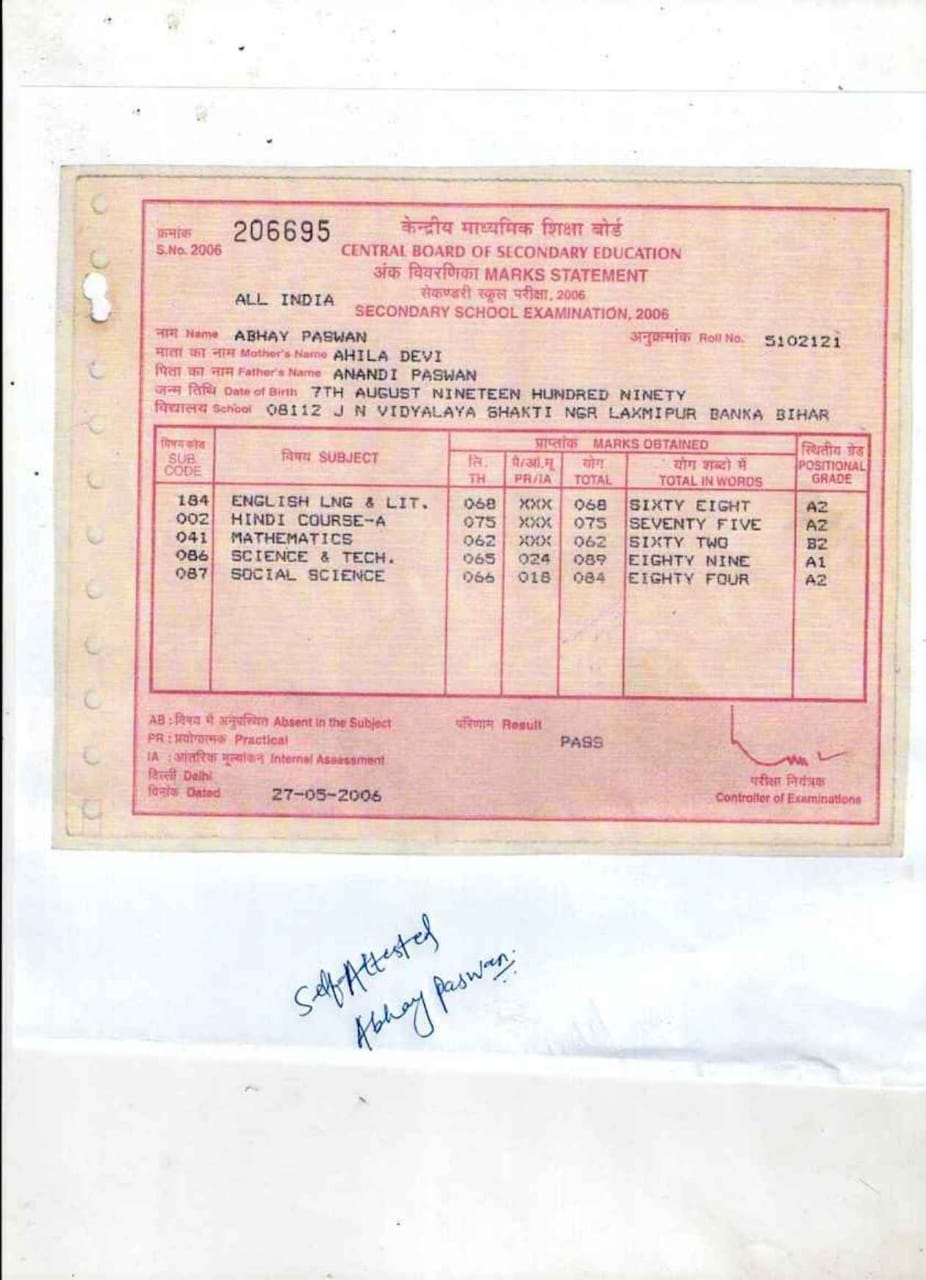 क्रमांक
S.No. 2006 206695
केन्द्रीय माध्यमिक शिक्षा बोर्ड
CENTRAL BOARD OF SECONDARY EDUCATION
अंक विवरणिका MARKS STATEMENT
सेकण्डरी स्कूल परीक्षा, 2006
ALL INDIA
SECONDARY SCHOOL EXAMINATION, 2006
नाम Name ABHAY PASWAN अनुक्रमांक Roll No. 5102121
माता का नाम Mother's Name AHILA DEVI
पिता का नाम Father's Name ANANDI PASWAN
जन्म तिथि Date of Birth 7TH AUGUST NINETEEN HUNDRED NINETY
विद्यालय School 08112 J N VIDYALAYA SHAKTI NGR LAXMIPUR BANKA BIHAR
विषय कोड SUB. CODE विषय SUBJECT प्राप्तांक MARKS OBTAINED स्थितीय ग्रेड POSITIONAL GRADE
लि. TH प्रे/आं.मू PR/IA योग TOTAL योग शब्दो में TOTAL IN WORDS
184 ENGLISH LNG & LIT. 068 XXX 068 SIXTY EIGHT A2
002 HINDI COURSE-A 075 XXX 075 SEVENTY FIVE A2
041 MATHEMATICS 062 XXX 062 SIXTY TWO B2
086 SCIENCE & TECH. 065 024 089 EIGHTY NINE A1
087 SOCIAL SCIENCE 066 018 084 EIGHTY FOUR A2
AB : विषय में अनुपस्थित Absent in the Subject परिणाम Result
PR : प्रयोगात्मक Practical PASS
IA : आंतरिक मूल्यांकन Internal Assessment
दिल्ली Delhi परीक्षा नियंत्रक
दिनांक Dated 27-05-2006 Controller of Examinations
Self Attested
Abhay Paswan